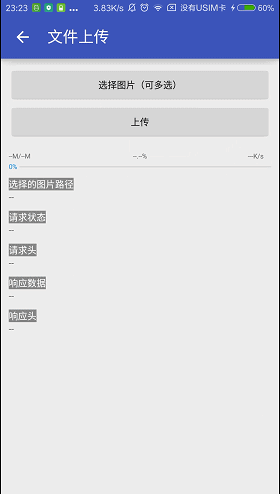 23:23 ... 3.83K/s 没有USIM卡 60%
文件上传
选择图片（可多选）
上传
--M/--M --.--% ---K/s
0%
选择的图片路径
--
请求状态
--
请求头
--
响应数据
--
响应头
--